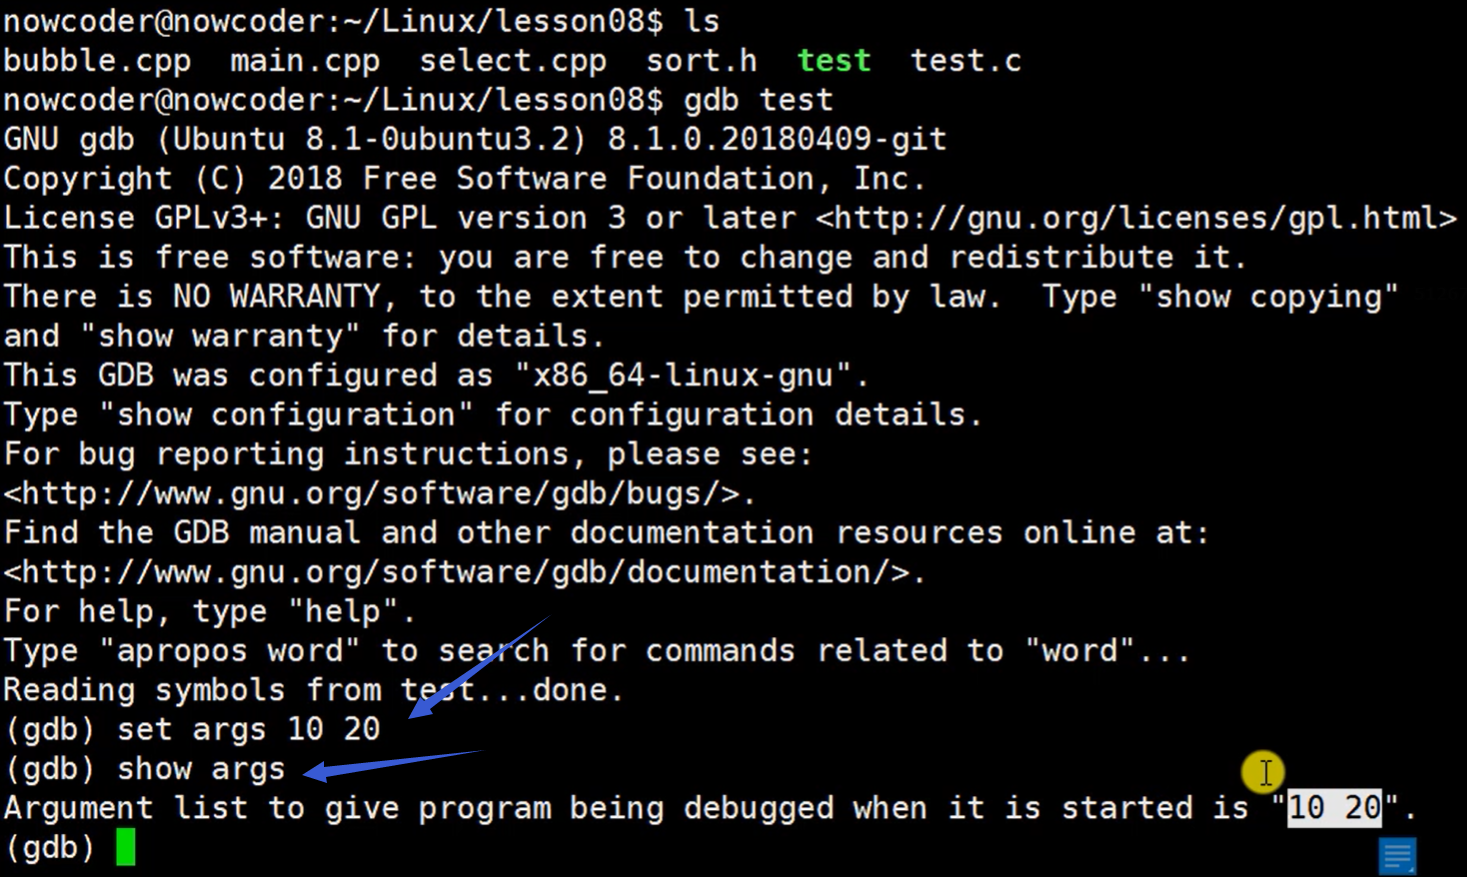 nowcoder@nowcoder:~/Linux/lesson08$ ls
bubble.cpp  main.cpp  select.cpp  sort.h  test  test.c
nowcoder@nowcoder:~/Linux/lesson08$ gdb test
GNU gdb (Ubuntu 8.1-0ubuntu3.2) 8.1.0.20180409-git
Copyright (C) 2018 Free Software Foundation, Inc.
License GPLv3+: GNU GPL version 3 or later <http://gnu.org/licenses/gpl.html>
This is free software: you are free to change and redistribute it.
There is NO WARRANTY, to the extent permitted by law.  Type "show copying"
and "show warranty" for details.
This GDB was configured as "x86_64-linux-gnu".
Type "show configuration" for configuration details.
For bug reporting instructions, please see:
<http://www.gnu.org/software/gdb/bugs/>.
Find the GDB manual and other documentation resources online at:
<http://www.gnu.org/software/gdb/documentation/>.
For help, type "help".
Type "apropos word" to search for commands related to "word"...
Reading symbols from test...done.
(gdb) set args 10 20
(gdb) show args
Argument list to give program being debugged when it is started is "10 20".
(gdb)